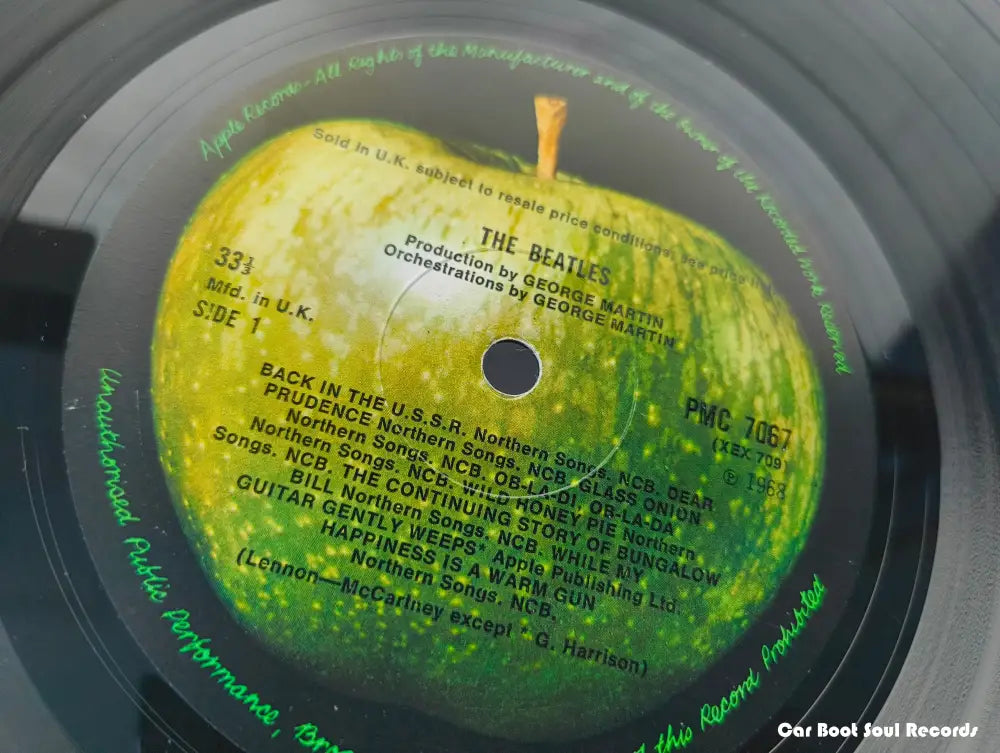 Apple Records - All Rights of the Manufacturer and of the Owner of the Recorded Work Reserved
Sold in U.K. subject to resale price conditions, see price
THE BEATLES
Production by GEORGE MARTIN
Orchestrations by GEORGE MARTIN
33⅓
Mfd. in U.K.
SIDE 1
PMC 7067
(XEX 709)
℗ 1968
BACK IN THE U.S.S.R. Northern Songs. NCB. DEAR
PRUDENCE Northern Songs. NCB. GLASS ONION
Northern Songs. NCB. OB-LA-DI, OB-LA-DA
Northern Songs. NCB. WILD HONEY PIE Northern
Songs. NCB. THE CONTINUING STORY OF BUNGALOW
BILL Northern Songs. NCB. WHILE MY
GUITAR GENTLY WEEPS* Apple Publishing Ltd.
HAPPINESS IS A WARM GUN
Northern Songs. NCB.
(Lennon—McCartney except * G. Harrison)
Unauthorised Public Performance,
this Record Prohibited
Car Boot Soul Records